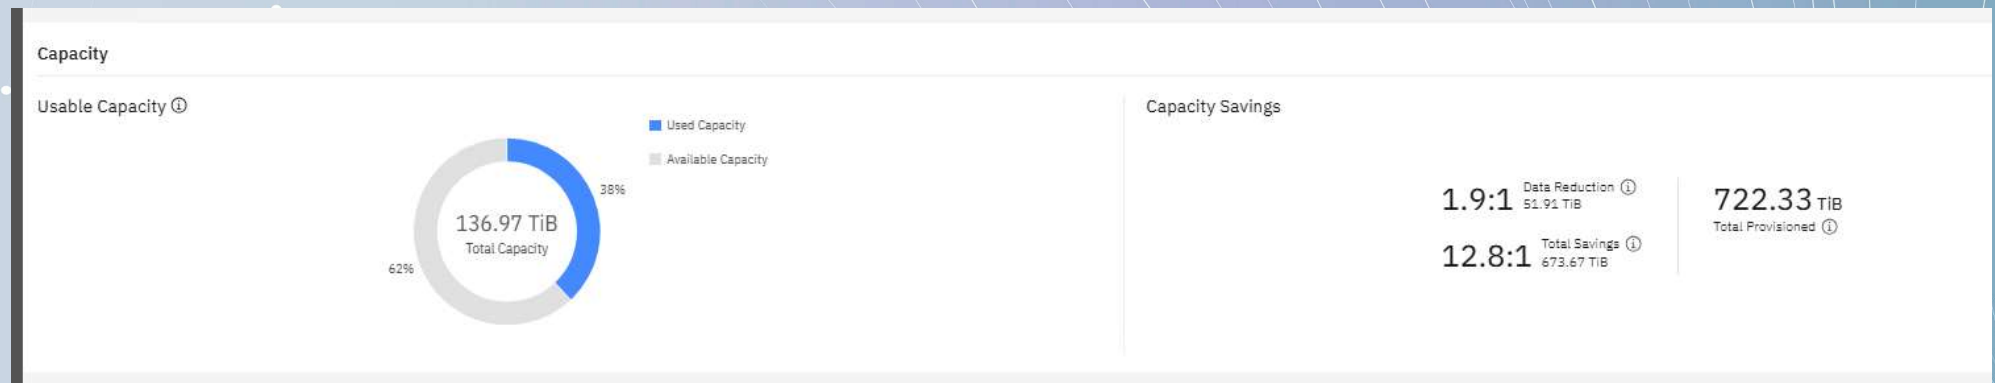 Capacity
Usable Capacity
Used Capacity
Available Capacity
38%
136.97 TiB
Total Capacity
62%
Capacity Savings
1.9:1 Data Reduction
51.91 TiB
12.8:1 Total Savings
673.67 TiB
722.33 TiB
Total Provisioned